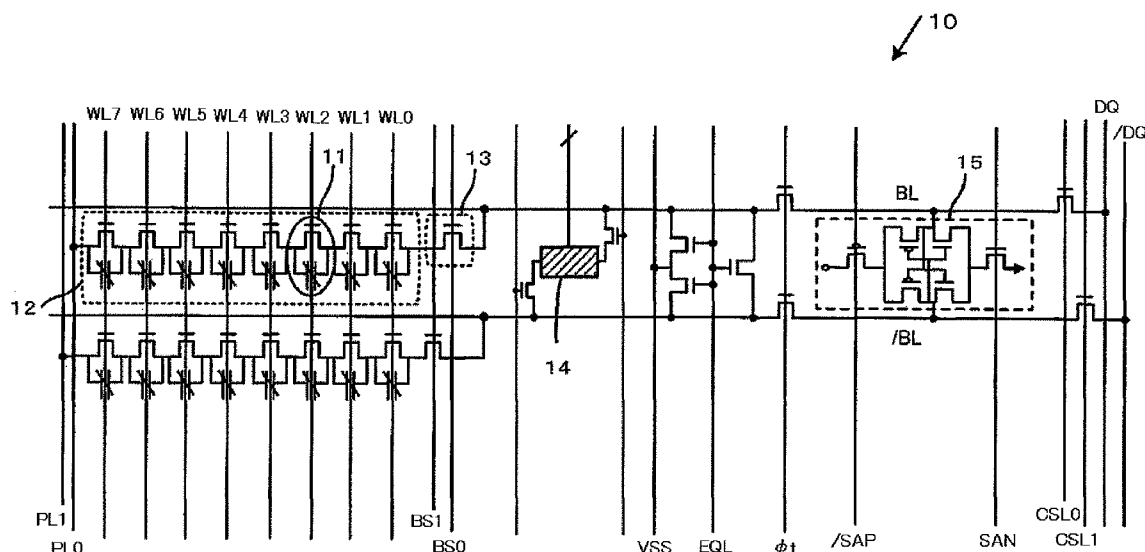 10
DQ
/DQ
WL7 WL6 WL5 WL4 WL3 WL2 WL1 WL0
11
13
15
BL
12
14
/BL
PL1
PL0
BS1
BS0
VSS EQL ϕt /SAP SAN
CSL0
CSL1